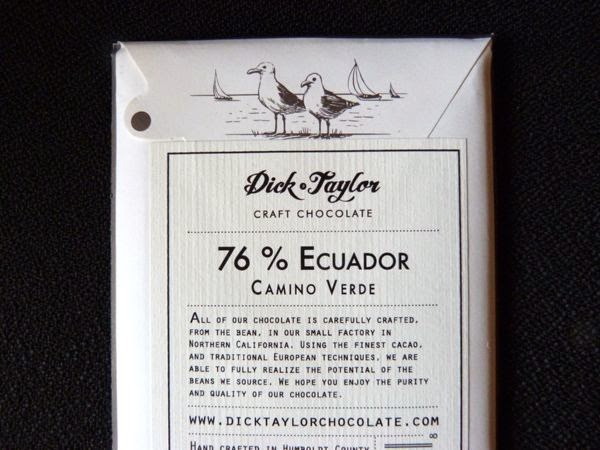 Dick Taylor
CRAFT CHOCOLATE
76 % ECUADOR
CAMINO VERDE
ALL OF OUR CHOCOLATE IS CAREFULLY CRAFTED,
FROM THE BEAN, IN OUR SMALL FACTORY IN
NORTHERN CALIFORNIA. USING THE FINEST CACAO,
AND TRADITIONAL EUROPEAN TECHNIQUES, WE ARE
ABLE TO FULLY REALIZE THE POTENTIAL OF THE
BEANS WE SOURCE. WE HOPE YOU ENJOY THE PURITY
AND QUALITY OF OUR CHOCOLATE.
WWW.DICKTAYLORCHOCOLATE.COM
HAND CRAFTED IN HUMBOLDT COUNTY